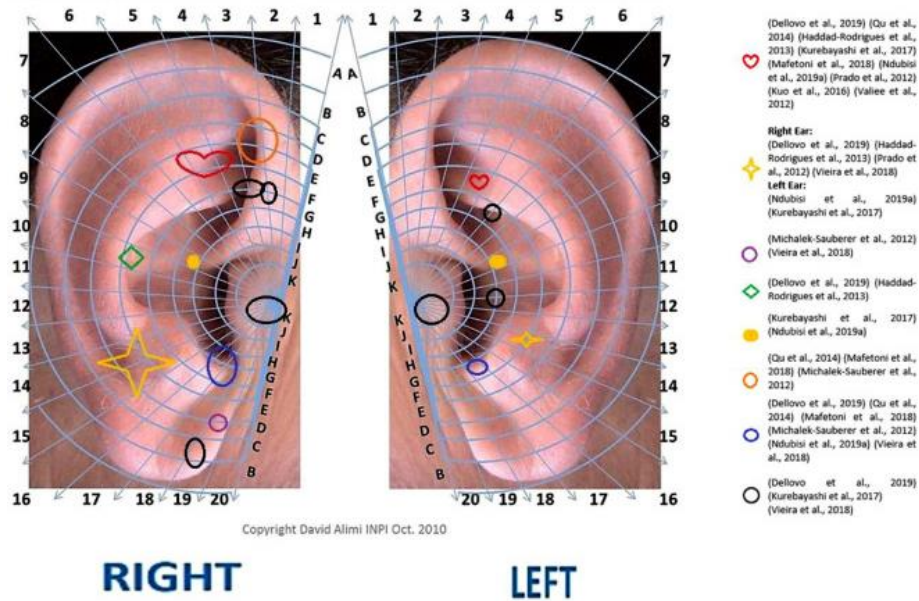 6 5 4 3 2 1
1 2 3 4 5 6
7
8
9
10
11
12
13
14
15
16 17 18 19 20
A
B
C
D
E
F
G
H
I
J
K
K
J
I
H
G
F
E
D
C
B
A
B
C
D
E
F
G
H
I
J
K
K
J
I
H
G
F
E
D
C
B
7
8
9
10
11
12
13
14
15
20 19 18 17 16
Copyright David Alimi INPI Oct. 2010
RIGHT
LEFT
(Dellovo et al., 2019) (Qu et al.,
2014) (Haddad-Rodrigues et al.,
2013) (Kurebayashi et al., 2017)
(Mafetoni et al., 2018) (Ndubisi
et al., 2019a) (Prado et al., 2012)
(Kuo et al., 2016) (Valiee et al.,
2012)
Right Ear:
(Dellovo et al., 2019) (Haddad-
Rodrigues et al., 2013) (Prado et
al., 2012) (Vieira et al., 2018)
Left Ear:
(Ndubisi et al., 2019a)
(Kurebayashi et al., 2017)
(Michalek-Sauberer et al., 2012)
(Vieira et al., 2018)
(Dellovo et al., 2019) (Haddad-
Rodrigues et al., 2013)
(Kurebayashi et al., 2017)
(Ndubisi et al., 2019a)
(Qu et al., 2014) (Mafetoni et al.,
2018) (Michalek-Sauberer et al.,
2012)
(Dellovo et al., 2019) (Qu et al.,
2014) (Mafetoni et al., 2018)
(Michalek-Sauberer et al., 2012)
(Ndubisi et al., 2019a) (Vieira et
al., 2018)
(Dellovo et al., 2019)
(Kurebayashi et al., 2017)
(Vieira et al., 2018)